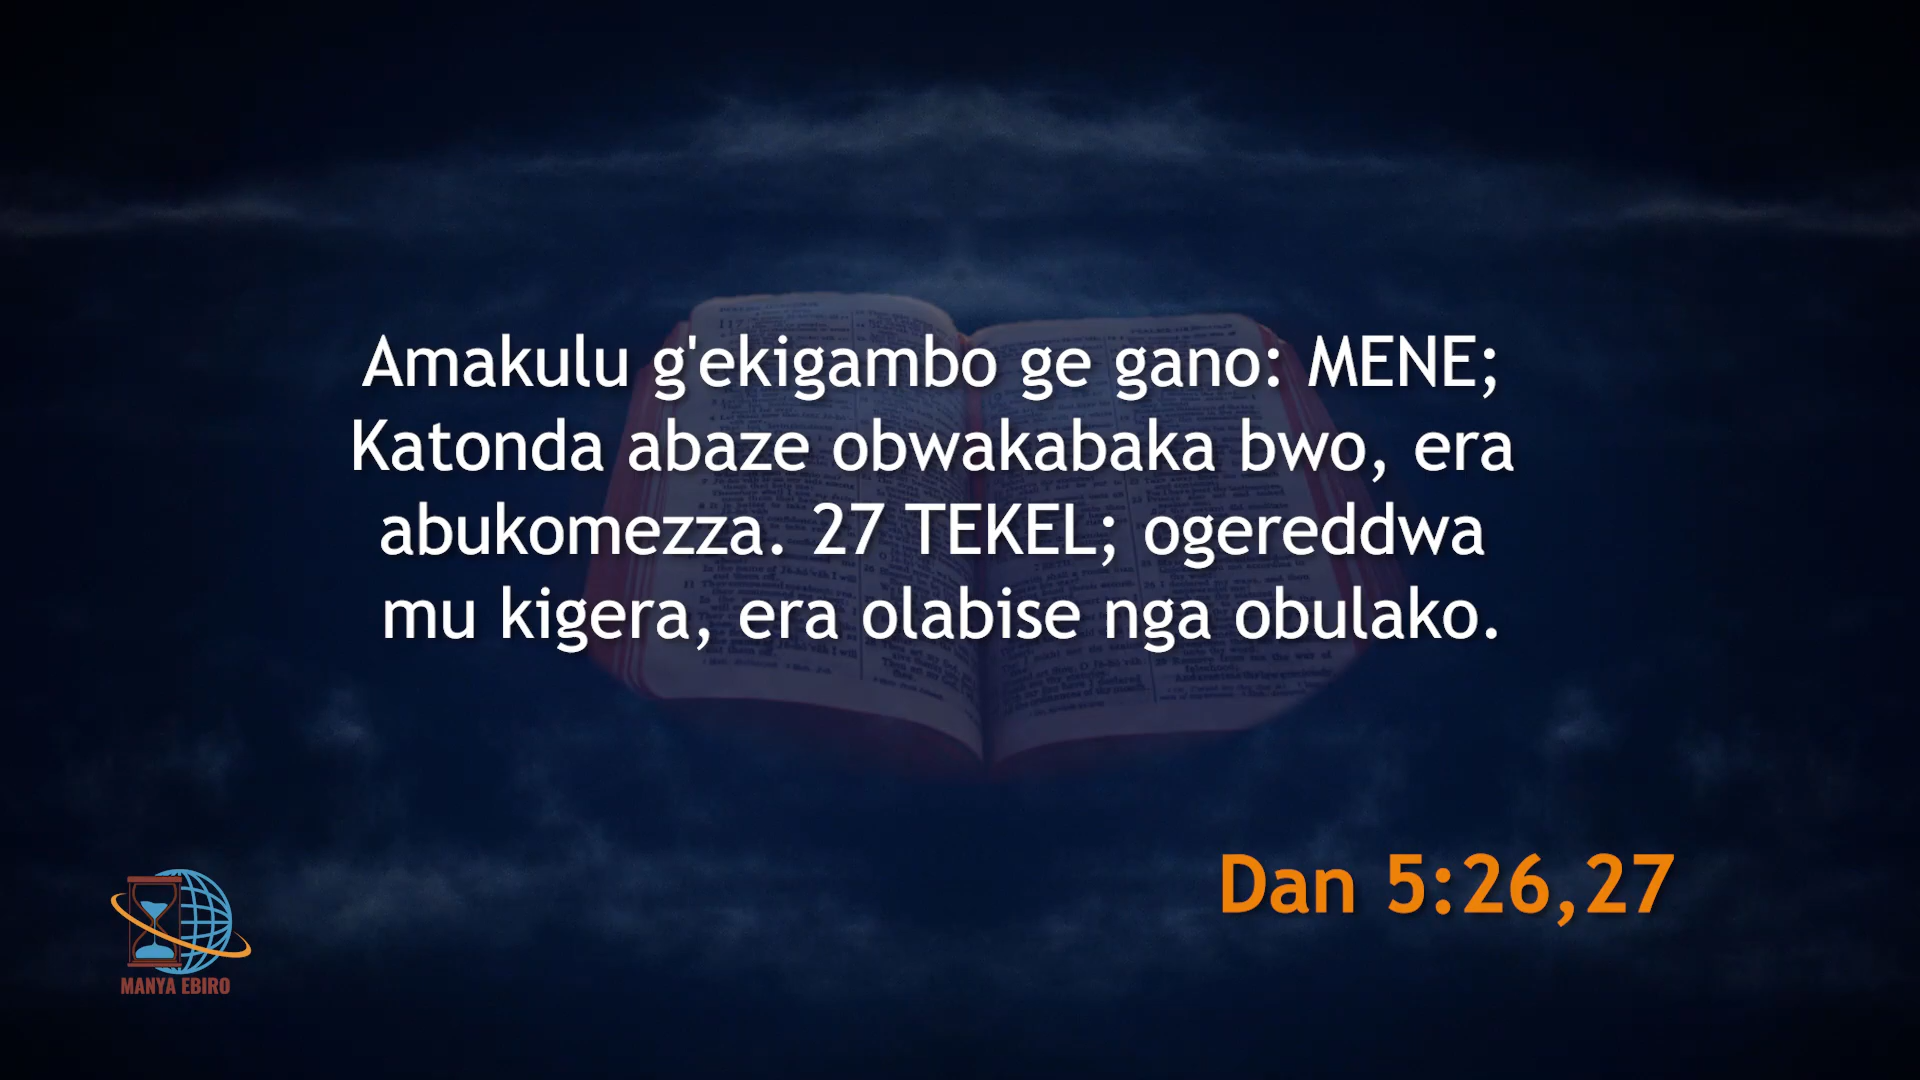 Amakulu g'ekigambo ge gano: MENE;
Katonda abaze obwakabaka bwo, era
abukomezza. 27 TEKEL; ogereddwa
mu kigera, era olabise nga obulako.
Dan 5:26,27
MANYA EBIRO